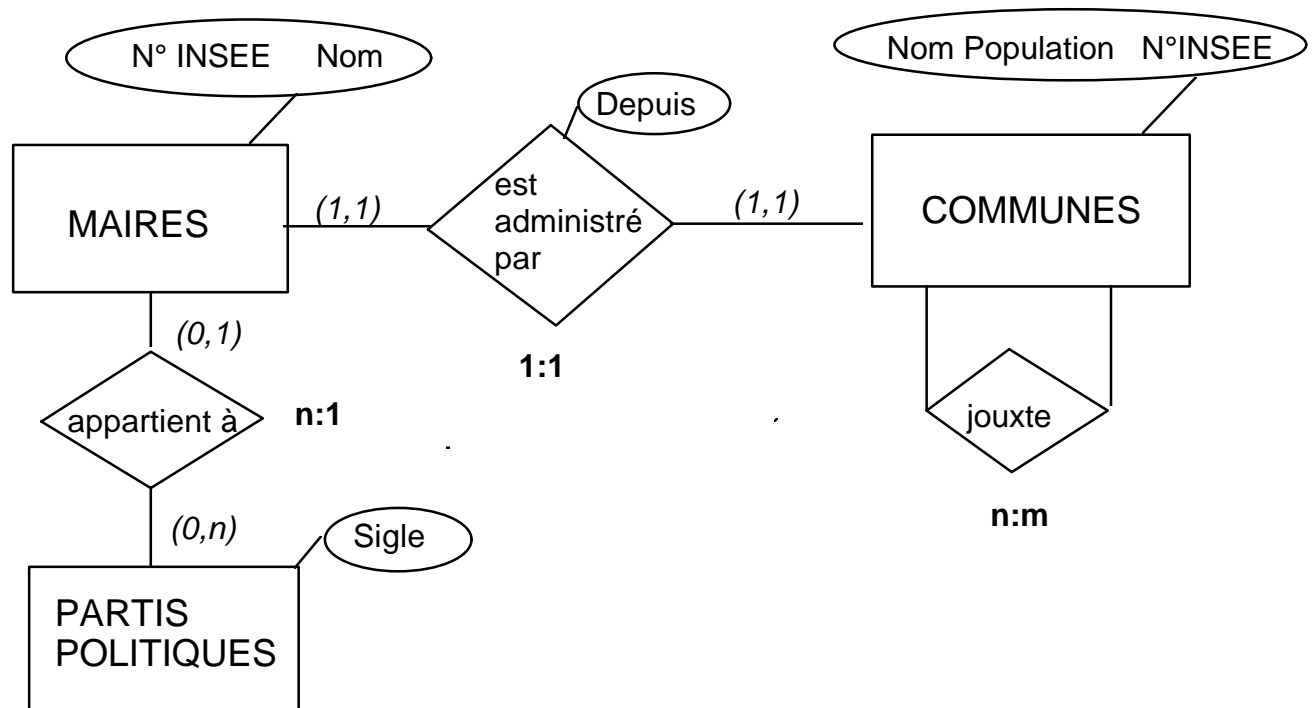 N° INSEE Nom
Nom Population N°INSEE
Depuis
MAIRES
(1,1)
est
administré
par
(1,1)
COMMUNES
(0,1)
1:1
appartient à
n:1
jouxte
(0,n)
Sigle
n:m
PARTIS
POLITIQUES